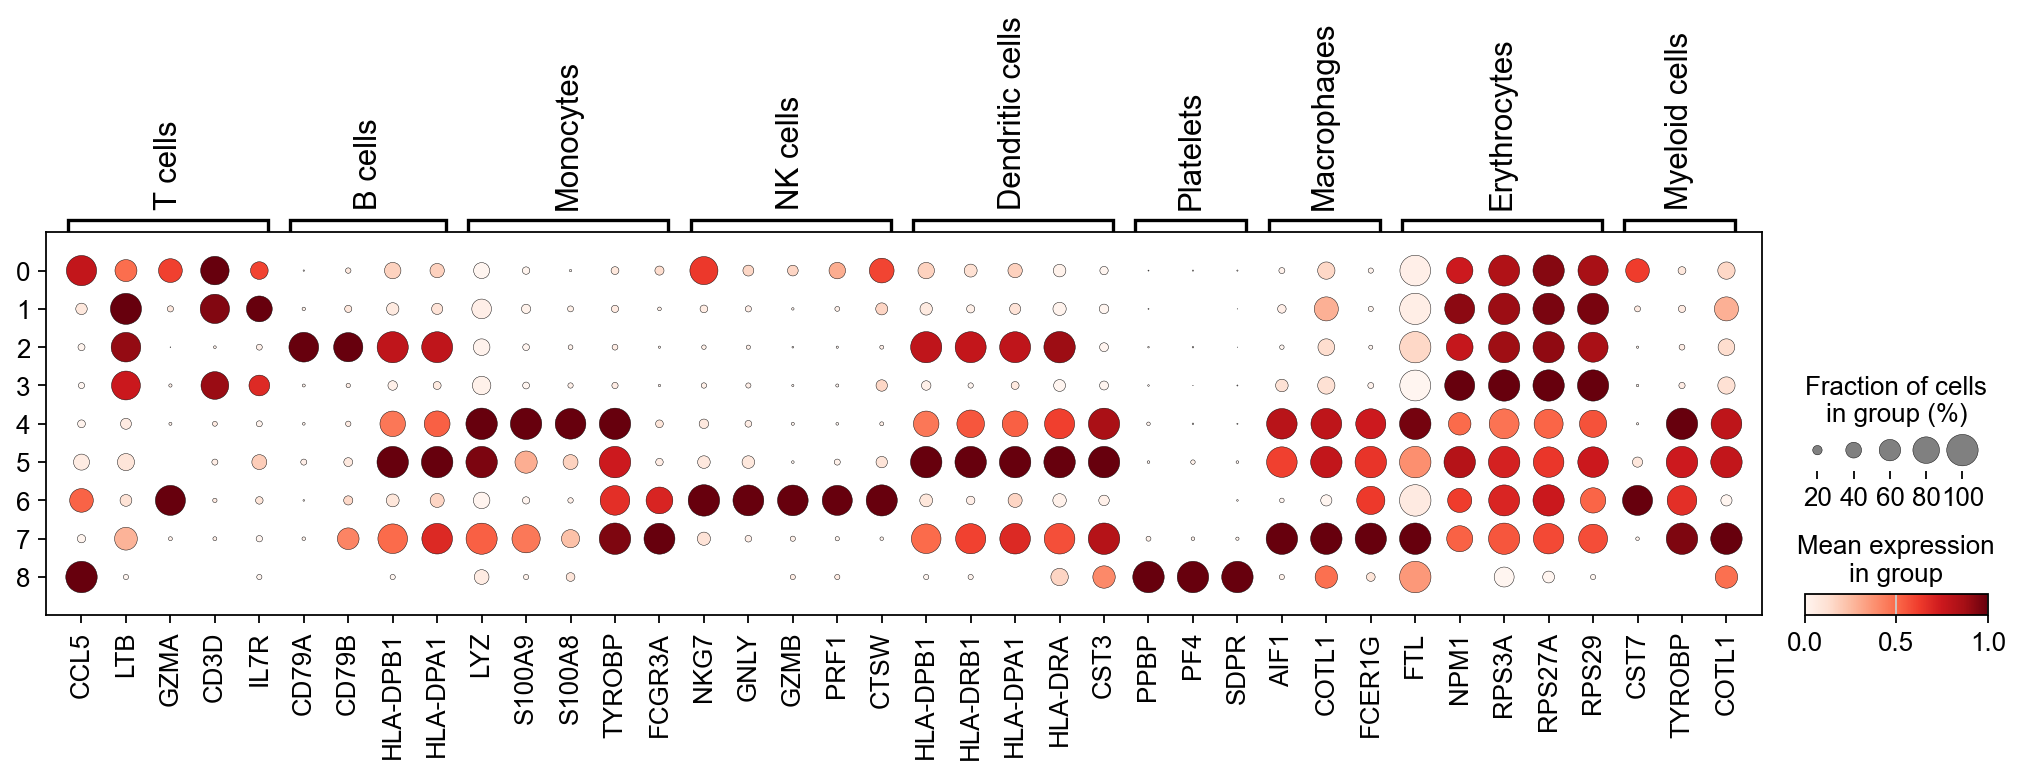 T cells
B cells
Monocytes
NK cells
Dendritic cells
Platelets
Macrophages
Erythrocytes
Myeloid cells
0
1
2
3
4
5
6
7
8
CCL5
LTB
GZMA
CD3D
IL7R
CD79A
CD79B
HLA-DPB1
HLA-DPA1
LYZ
S100A9
S100A8
TYROBP
FCGR3A
NKG7
GNLY
GZMB
PRF1
CTSW
HLA-DPB1
HLA-DRB1
HLA-DPA1
HLA-DRA
CST3
PPBP
PF4
SDPR
AIF1
COTL1
FCER1G
FTL
NPM1
RPS3A
RPS27A
RPS29
CST7
TYROBP
COTL1
Fraction of cells
in group (%)
20 40 60 80 100
Mean expression
in group
0.0 0.5 1.0